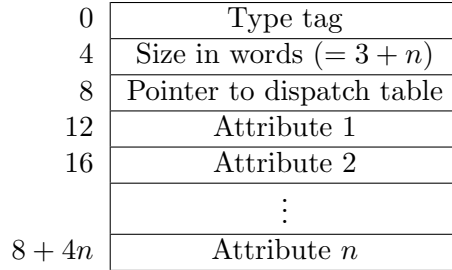 0 Type tag
4 Size in words (= 3 + n)
8 Pointer to dispatch table
12 Attribute 1
16 Attribute 2
⋮
8 + 4n Attribute n